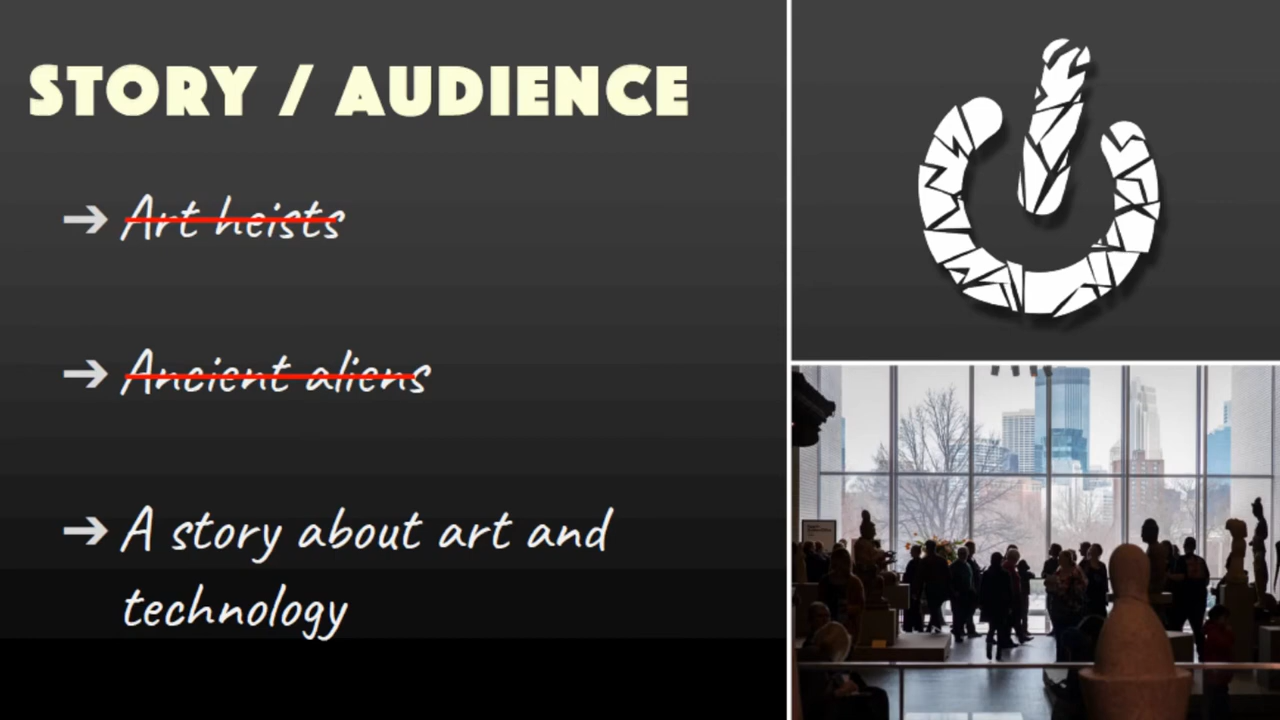 STORY / AUDIENCE
➔ Art heists
➔ Ancient aliens
➔ A story about art and
technology